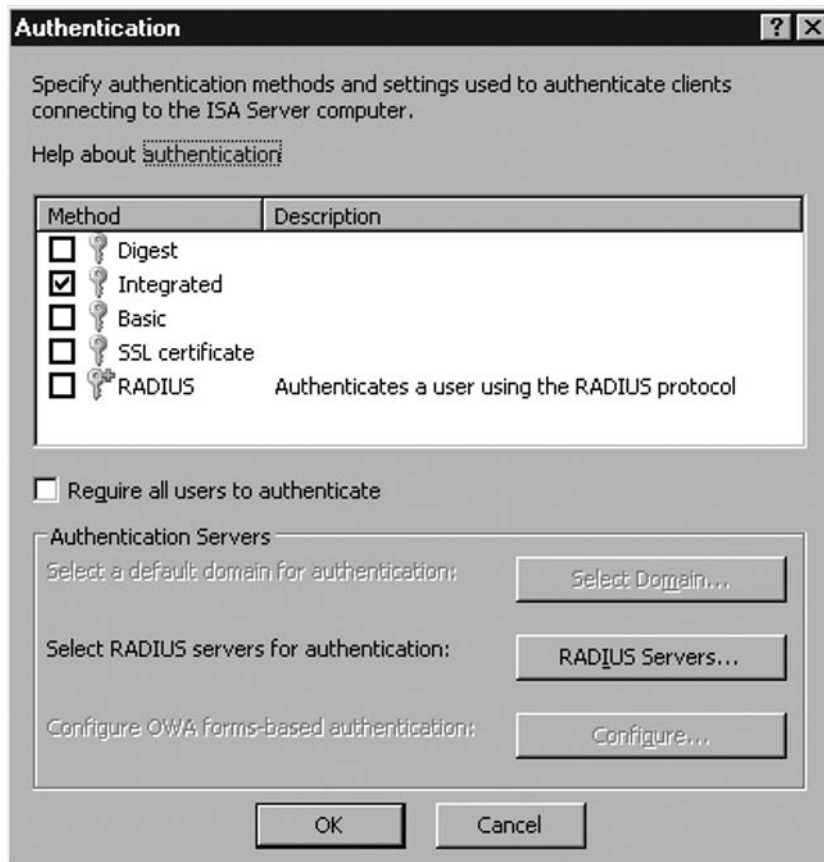 Authentication
Specify authentication methods and settings used to authenticate clients
connecting to the ISA Server computer.
Help about authentication
Method Description
Digest
Integrated
Basic
SSL certificate
RADIUS Authenticates a user using the RADIUS protocol
Require all users to authenticate
Authentication Servers
Select a default domain for authentication: Select Domain...
Select RADIUS servers for authentication: RADIUS Servers...
Configure OWA forms-based authentication: Configure...
OK Cancel